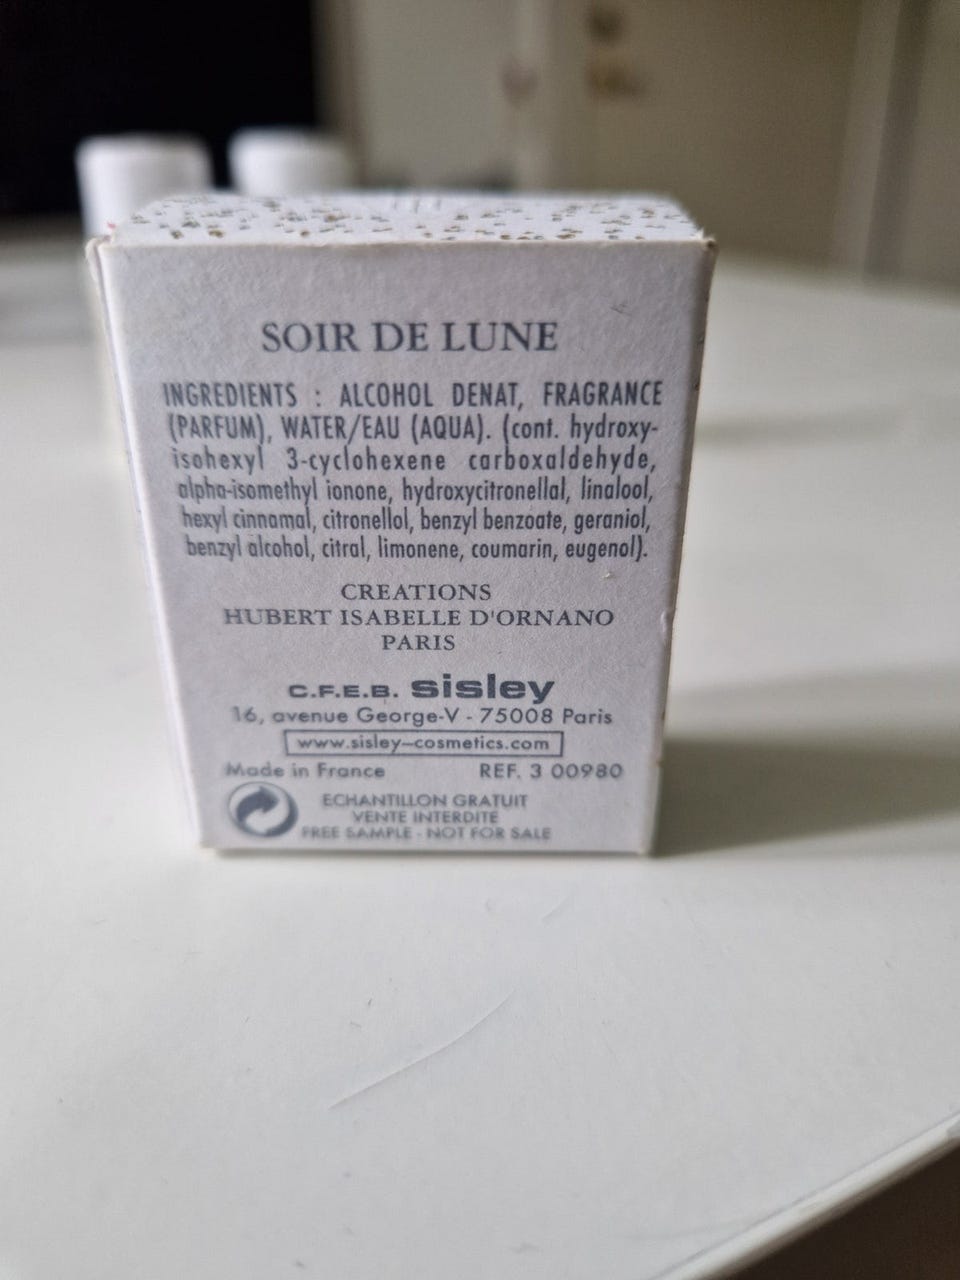 SOIR DE LUNE
INGREDIENTS : ALCOHOL DENAT, FRAGRANCE
(PARFUM), WATER/EAU (AQUA). (cont. hydroxy-
isohexyl 3-cyclohexene carboxaldehyde,
alpha-isomethyl ionone, hydroxycitronellal, linalool,
hexyl cinnamal, citronellol, benzyl benzoate, geraniol,
benzyl alcohol, citral, limonene, coumarin, eugenol).
CREATIONS
HUBERT ISABELLE D'ORNANO
PARIS
C.F.E.B. sisley
16, avenue George-V - 75008 Paris
www.sisley-cosmetics.com
Made in France REF. 3 00980
ECHANTILLON GRATUIT
VENTE INTERDITE
FREE SAMPLE - NOT FOR SALE